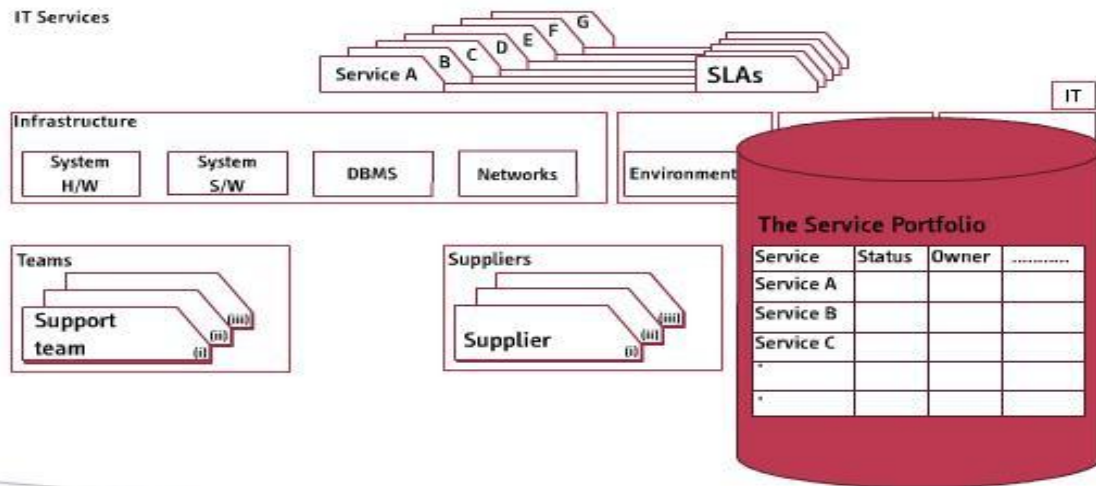 IT Services
G
F
E
D
C
B
Service A
SLAs
IT
Infrastructure
System
H/W
System
S/W
DBMS
Networks
Environment
The Service Portfolio
Service Status Owner ...........
Service A
Service B
Service C
Teams
Support
team
(i)
(ii)
(iii)
Suppliers
Supplier
(i)
(ii)
(iii)